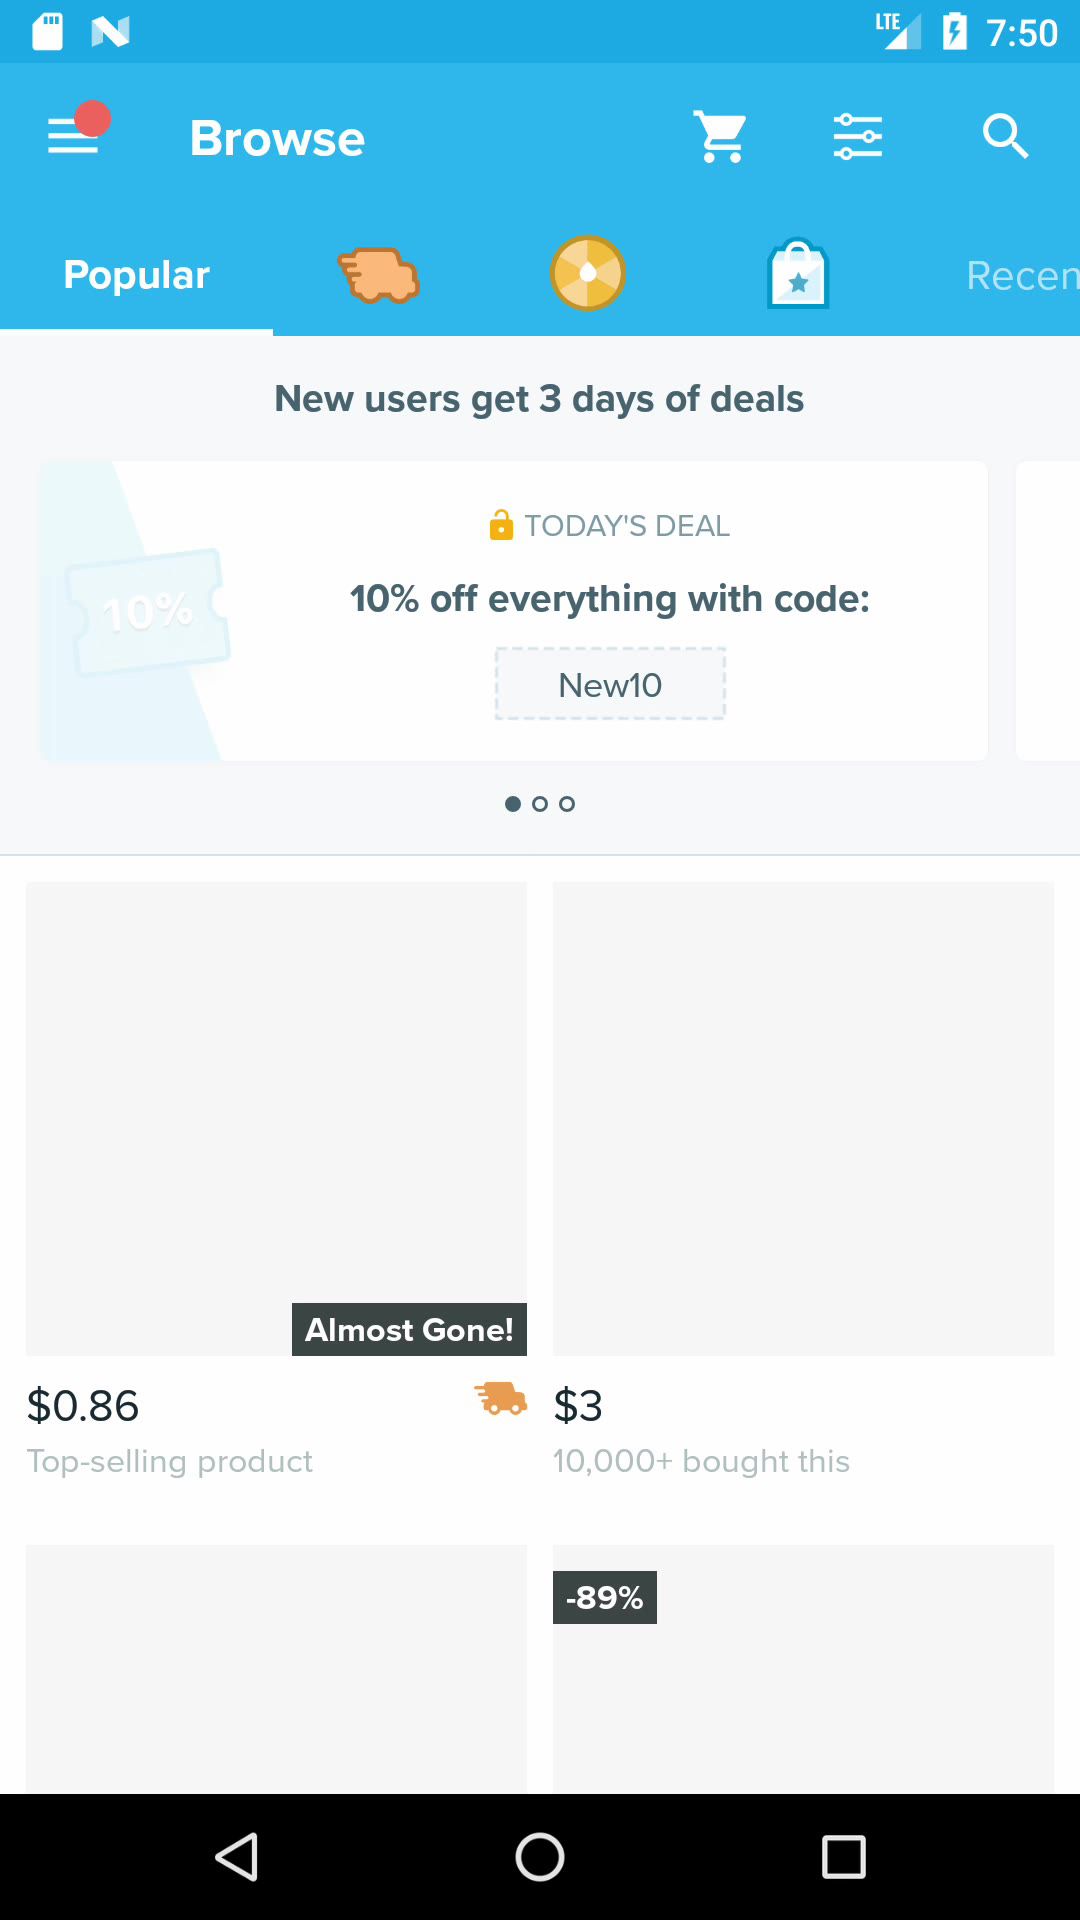 LTE 7:50
Browse
Popular
Recen
New users get 3 days of deals
TODAY'S DEAL
10% off everything with code:
10%
New10
Almost Gone!
$0.86
$3
Top-selling product
10,000+ bought this
-89%